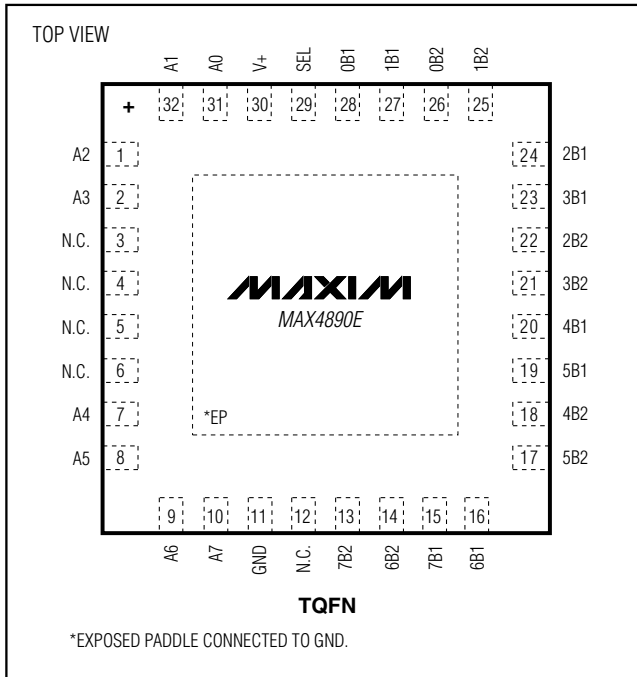 TOP VIEW
A1 A0 V+ SEL 0B1 1B1 0B2 1B2
+ 32 31 30 29 28 27 26 25
A2 1 24 2B1
A3 2 23 3B1
N.C. 3 22 2B2
N.C. 4 21 3B2
N.C. 5 20 4B1
N.C. 6 19 5B1
A4 7 18 4B2
A5 8 17 5B2
MAXIM
MAX4890E
*EP
9 10 11 12 13 14 15 16
A6 A7 GND N.C. 7B2 6B2 7B1 6B1
TQFN
*EXPOSED PADDLE CONNECTED TO GND.